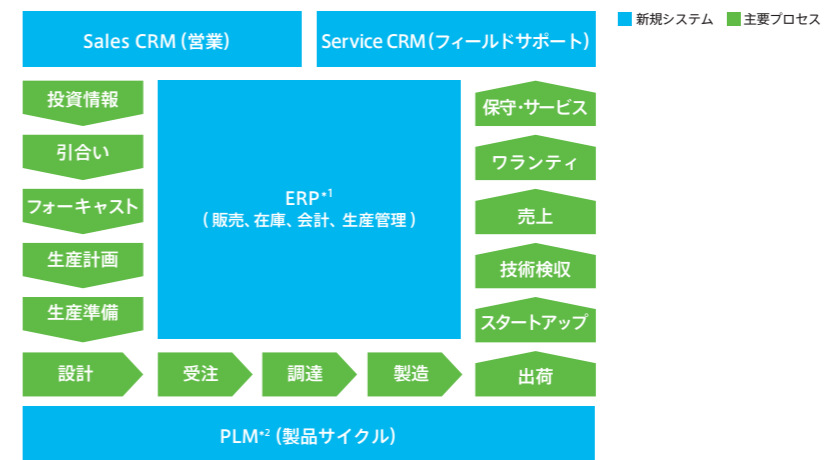 Sales CRM（営業）
Service CRM（フィールドサポート）
新規システム
主要プロセス
投資情報
引合い
フォーキャスト
生産計画
生産準備
ERP*1
（販売、在庫、会計、生産管理）
保守・サービス
ワランティ
売上
技術検収
スタートアップ
設計
受注
調達
製造
出荷
PLM*2（製品サイクル）